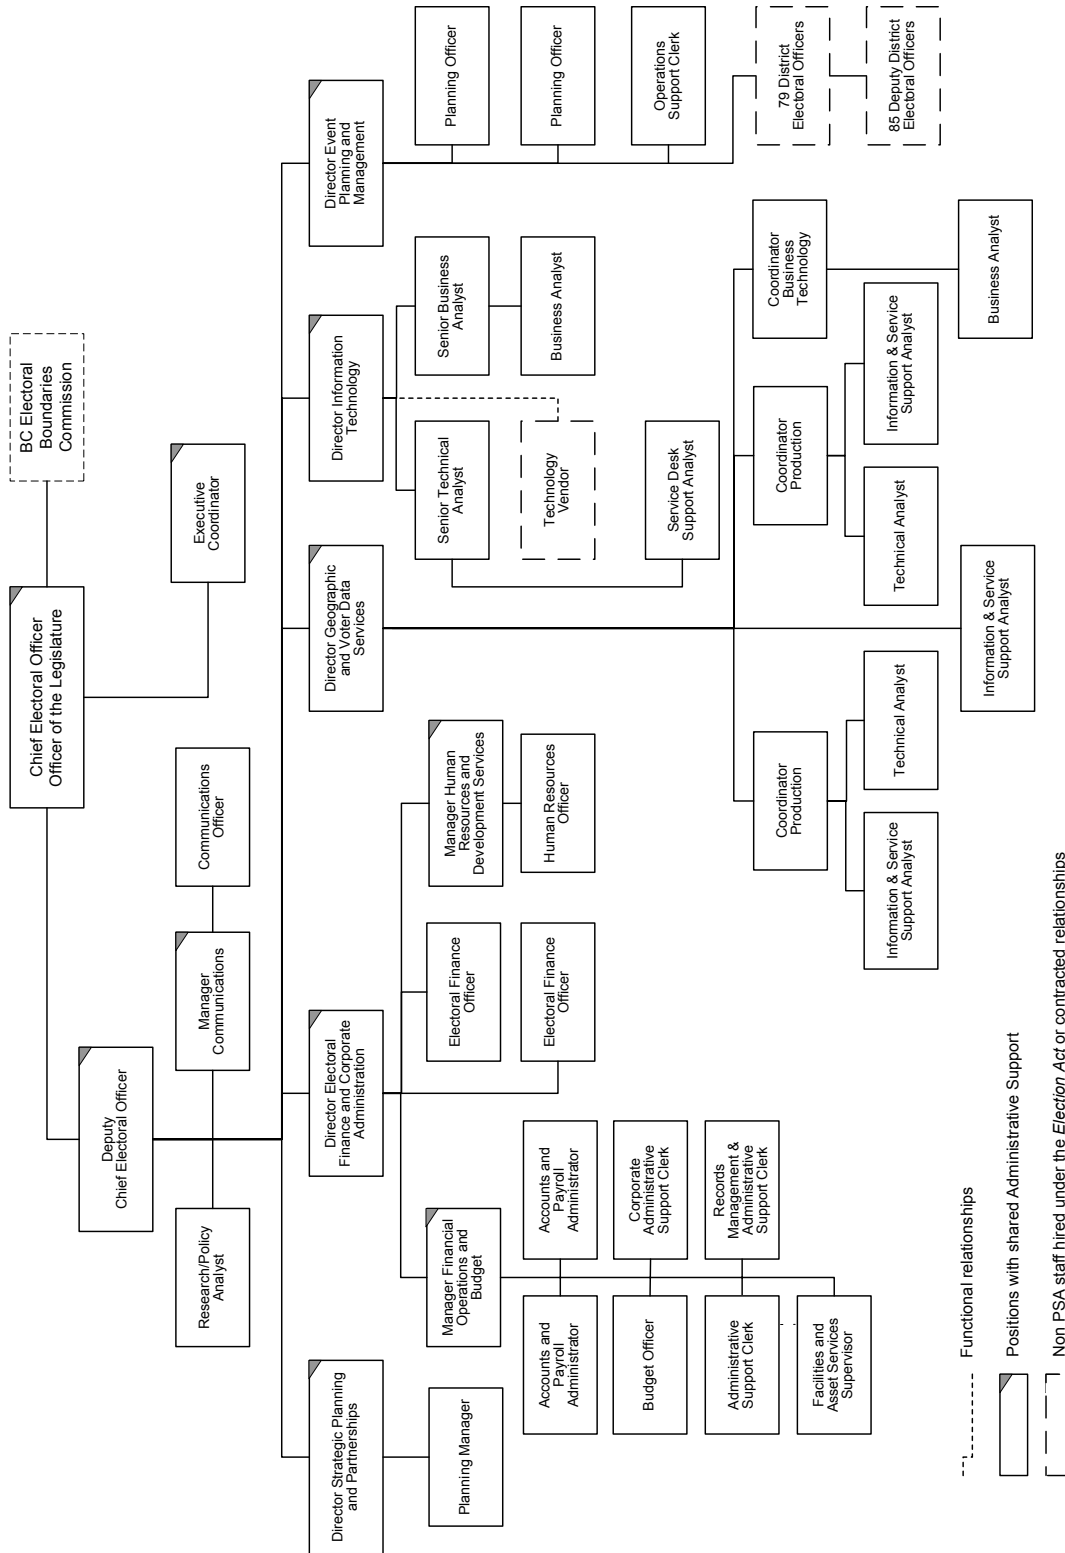 BC Electoral
Boundaries
Commission
Chief Electoral Officer
Officer of the Legislature
Executive
Coordinator
Deputy
Chief Electoral Officer
Research/Policy
Analyst
Manager
Communications
Communications
Officer
Director Strategic Planning
and Partnerships
Director Electoral
Finance and Corporate
Administration
Director Geographic
and Voter Data
Services
Director Information
Technology
Director Event
Planning and
Management
Planning Manager
Manager Financial
Operations and
Budget
Electoral Finance
Officer
Manager Human
Resources and
Development Services
Electoral Finance
Officer
Human Resources
Officer
Accounts and
Payroll
Administrator
Accounts and
Payroll
Administrator
Budget Officer
Corporate
Administrative
Support Clerk
Administrative
Support Clerk
Records
Management &
Administrative
Support Clerk
Facilities and
Asset Services
Supervisor
Senior Technical
Analyst
Senior Business
Analyst
Technology
Vendor
Business Analyst
Service Desk
Support Analyst
Planning Officer
Planning Officer
Operations
Support Clerk
79 District
Electoral Officers
85 Deputy District
Electoral Officers
Coordinator
Production
Coordinator
Production
Coordinator
Business
Technology
Information & Service
Support Analyst
Technical Analyst
Technical Analyst
Information & Service
Support Analyst
Information & Service
Support Analyst
Business Analyst
Functional relationships
Positions with shared Administrative Support
Non PSA staff hired under the Election Act or contracted relationships